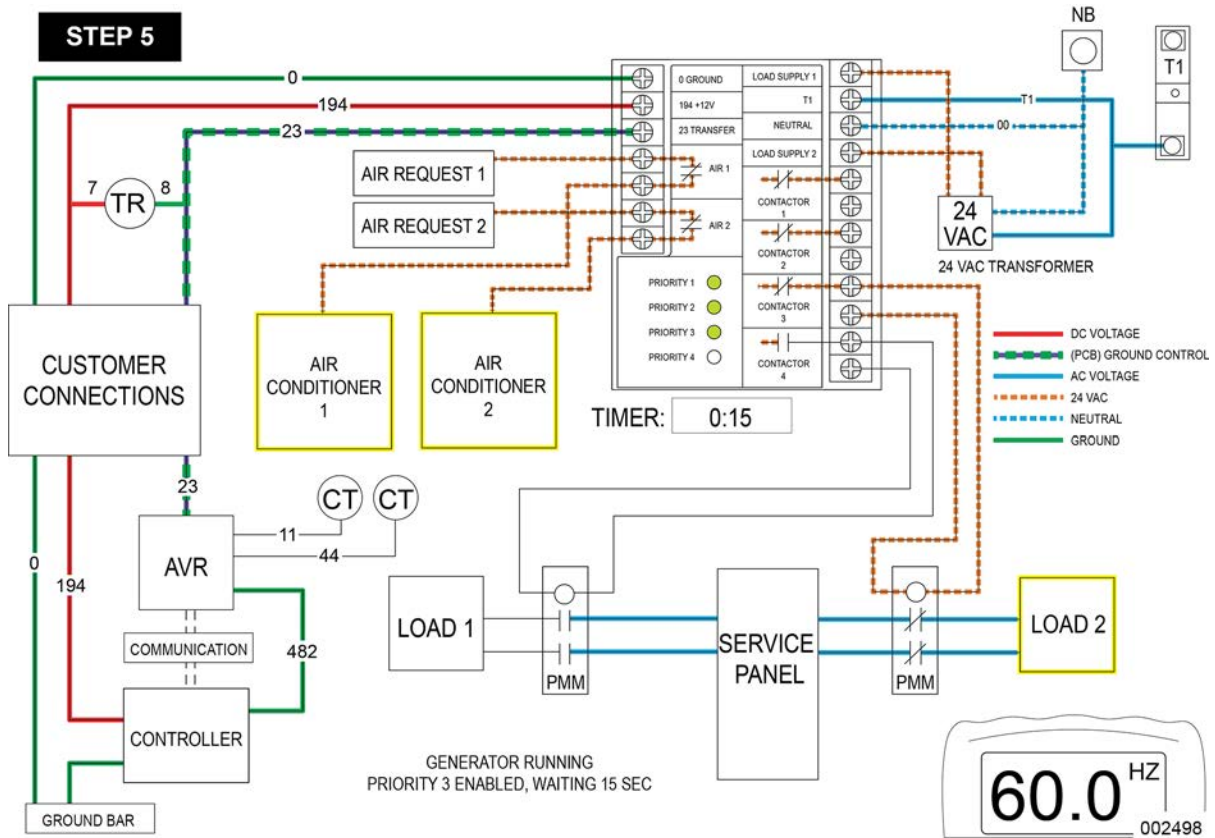 STEP 5
NB
T1
0
194
23
7
TR
8
AIR REQUEST 1
AIR REQUEST 2
0 GROUND
194 +12V
23 TRANSFER
AIR 1
AIR 2
LOAD SUPPLY 1
T1
NEUTRAL
LOAD SUPPLY 2
CONTACTOR
1
CONTACTOR
2
CONTACTOR
3
CONTACTOR
4
PRIORITY 1
PRIORITY 2
PRIORITY 3
PRIORITY 4
T1
00
24
VAC
24 VAC TRANSFORMER
DC VOLTAGE
(PCB) GROUND CONTROL
AC VOLTAGE
24 VAC
NEUTRAL
GROUND
CUSTOMER
CONNECTIONS
AIR
CONDITIONER
1
AIR
CONDITIONER
2
TIMER:
0:15
23
CT
CT
11
44
AVR
0
194
COMMUNICATION
482
CONTROLLER
GROUND BAR
LOAD 1
PMM
SERVICE
PANEL
PMM
LOAD 2
GENERATOR RUNNING
PRIORITY 3 ENABLED, WAITING 15 SEC
60.0 HZ
002498